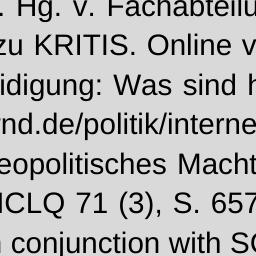 . Hg. v. Fachabteilu
zu KRITIS. Online v
idigung: Was sind h
nd.de/politik/interne
eopolitisches Macht
ICLQ 71 (3), S. 657
conjunction with SC